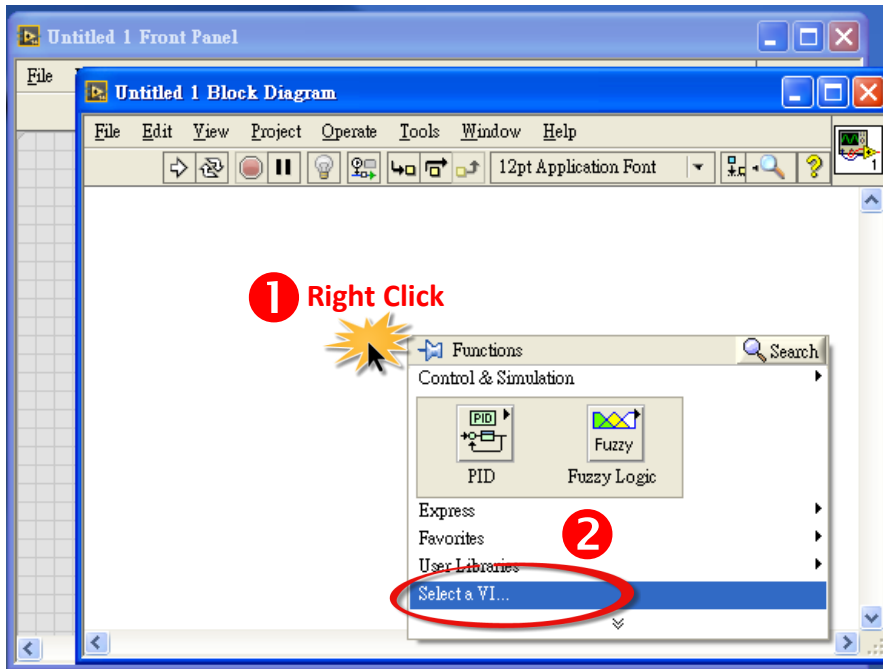 Untitled 1 Front Panel
File
Untitled 1 Block Diagram
File Edit View Project Operate Tools Window Help
12pt Application Font
1
1 Right Click
Functions Search
Control & Simulation
PID
Fuzzy
PID Fuzzy Logic
Express
Favorites
2
User Libraries
Select a VI...